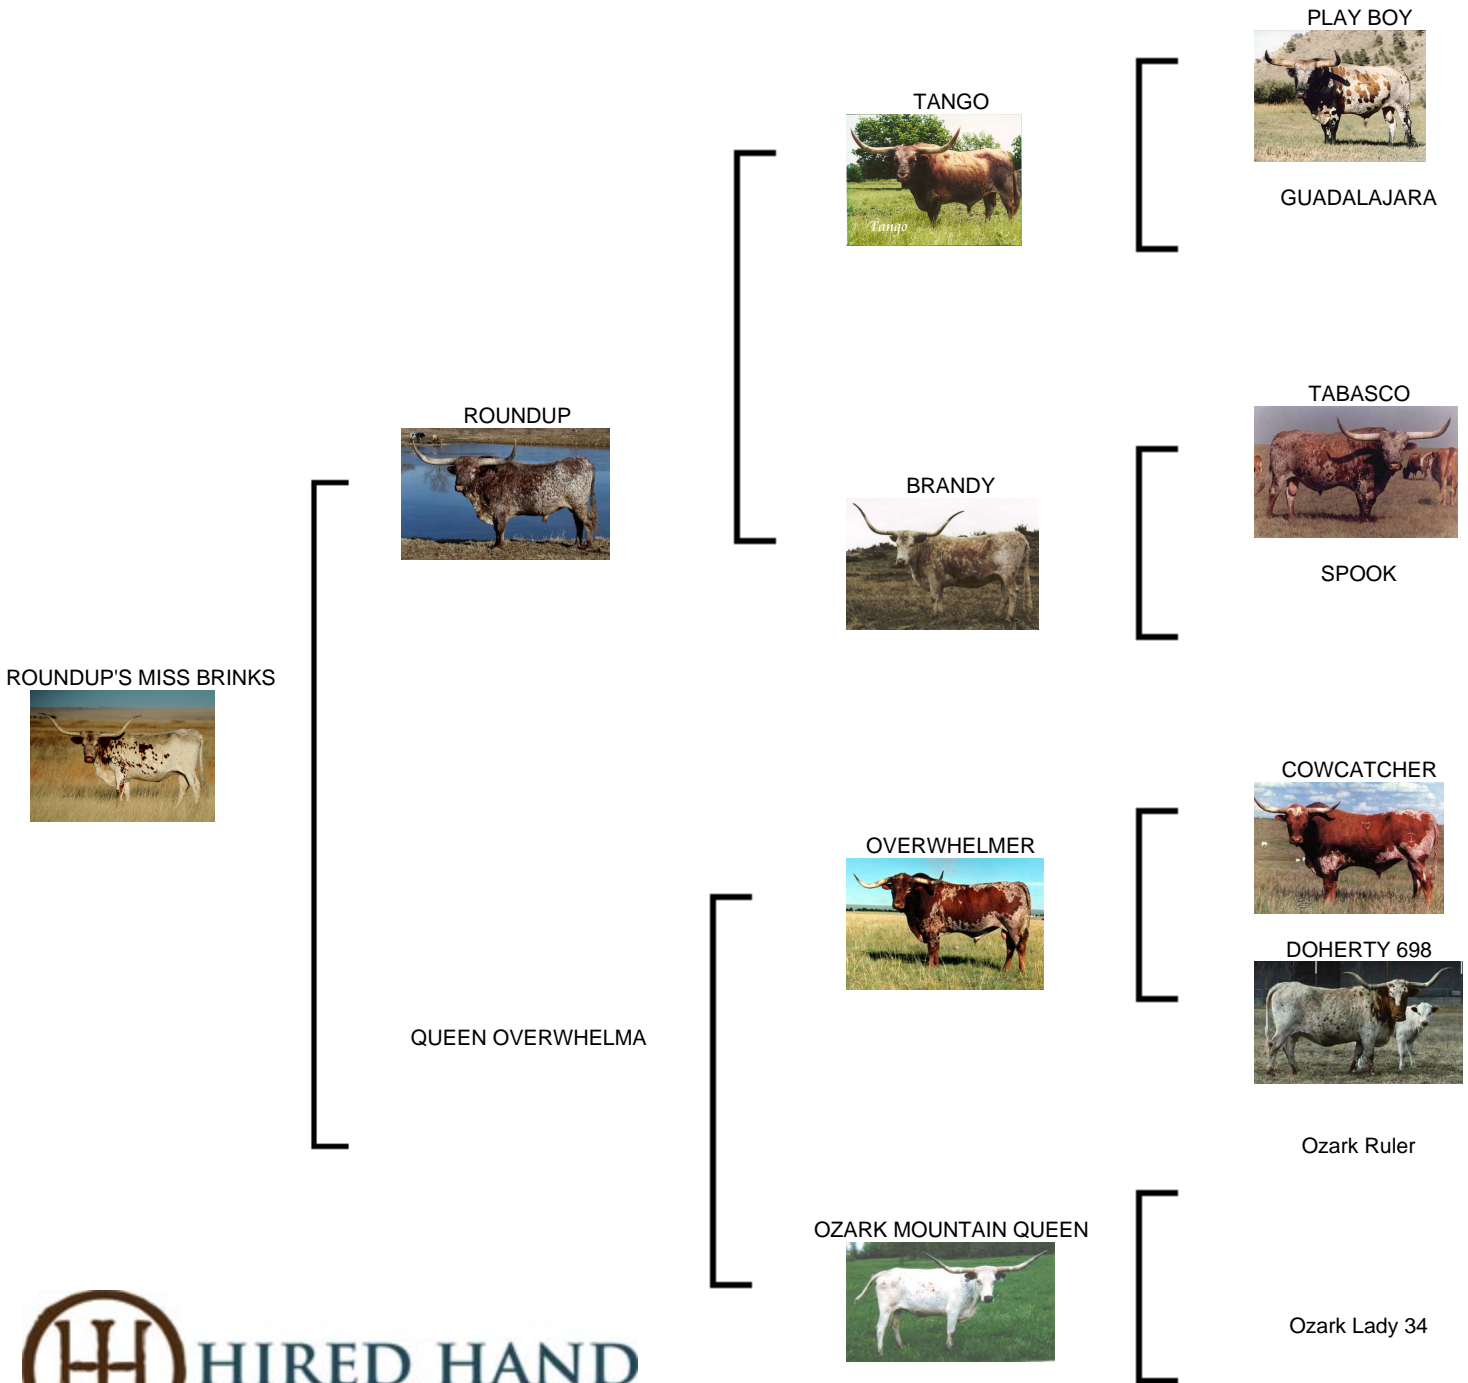 PLAY BOY
TANGO
Tango
GUADALAJARA
TABASCO
ROUNDUP
BRANDY
SPOOK
ROUNDUP'S MISS BRINKS
COWCATCHER
OVERWHELMER
DOHERTY 698
QUEEN OVERWHELMA
Ozark Ruler
OZARK MOUNTAIN QUEEN
Ozark Lady 34
HIRED HAND